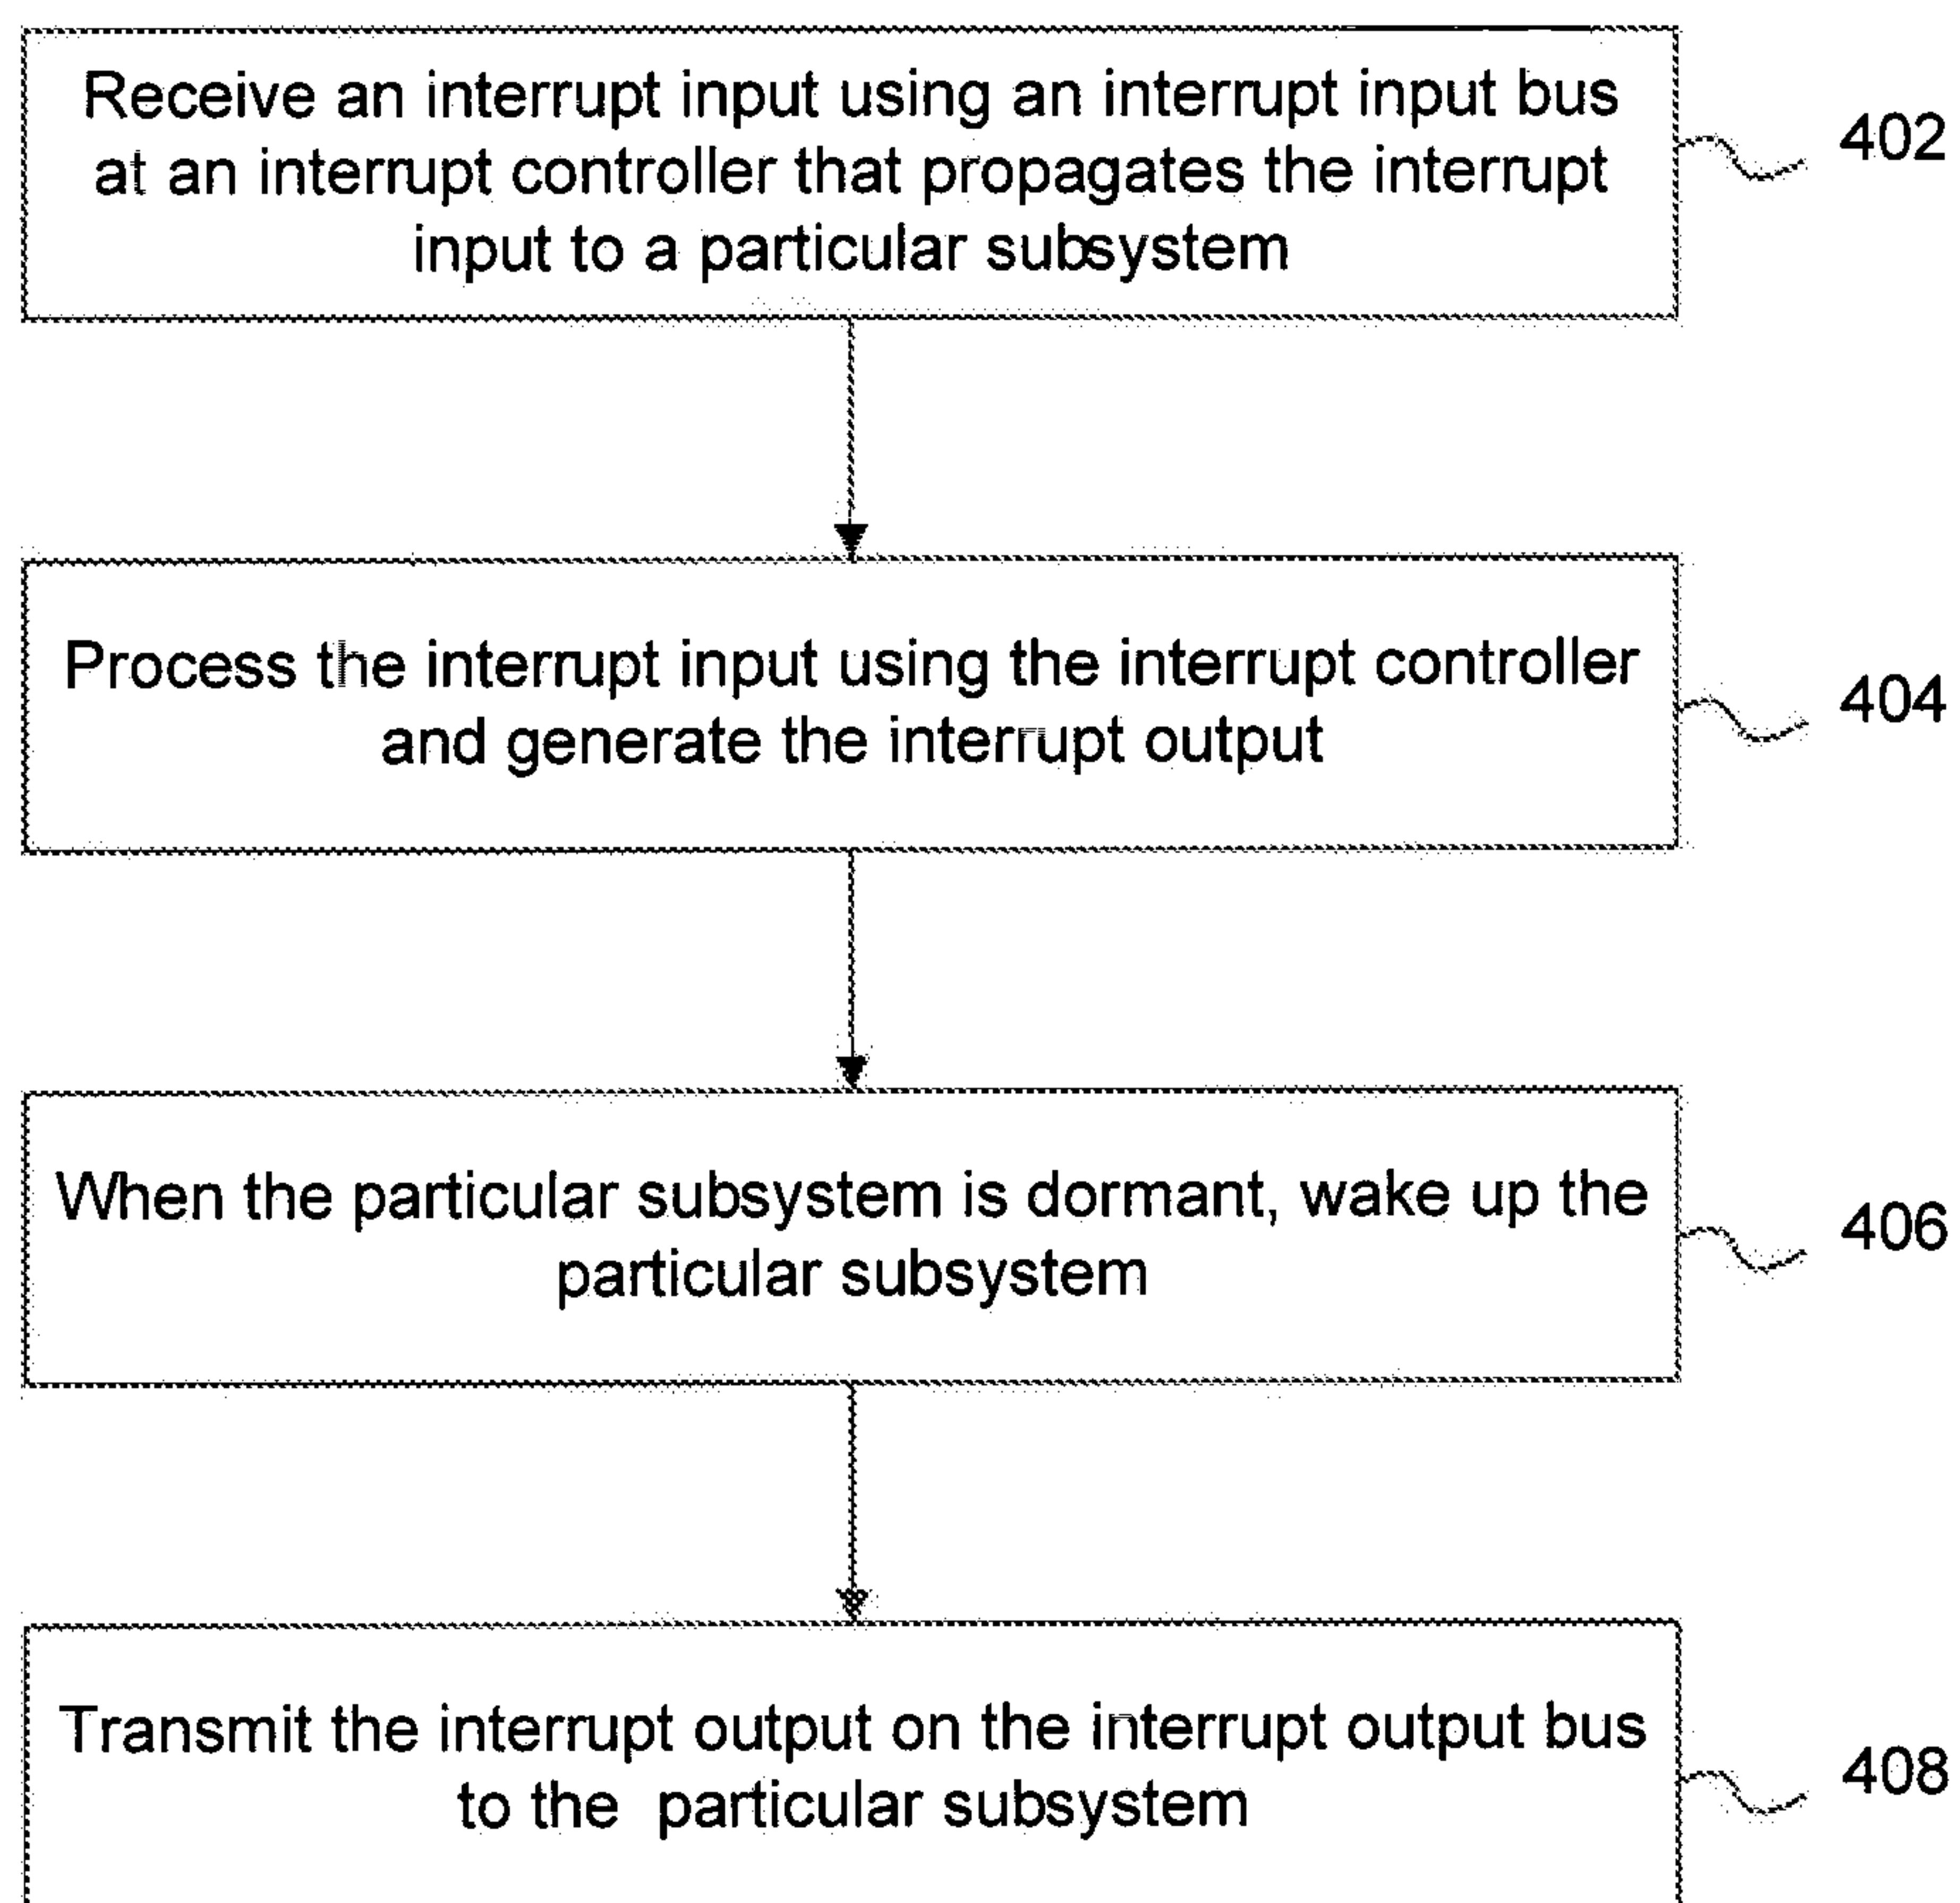 Receive an interrupt input using an interrupt input bus
at an interrupt controller that propagates the interrupt
input to a particular subsystem
402
Process the interrupt input using the interrupt controller
and generate the interrupt output
404
When the particular subsystem is dormant, wake up the
particular subsystem
406
Transmit the interrupt output on the interrupt output bus
to the particular subsystem
408